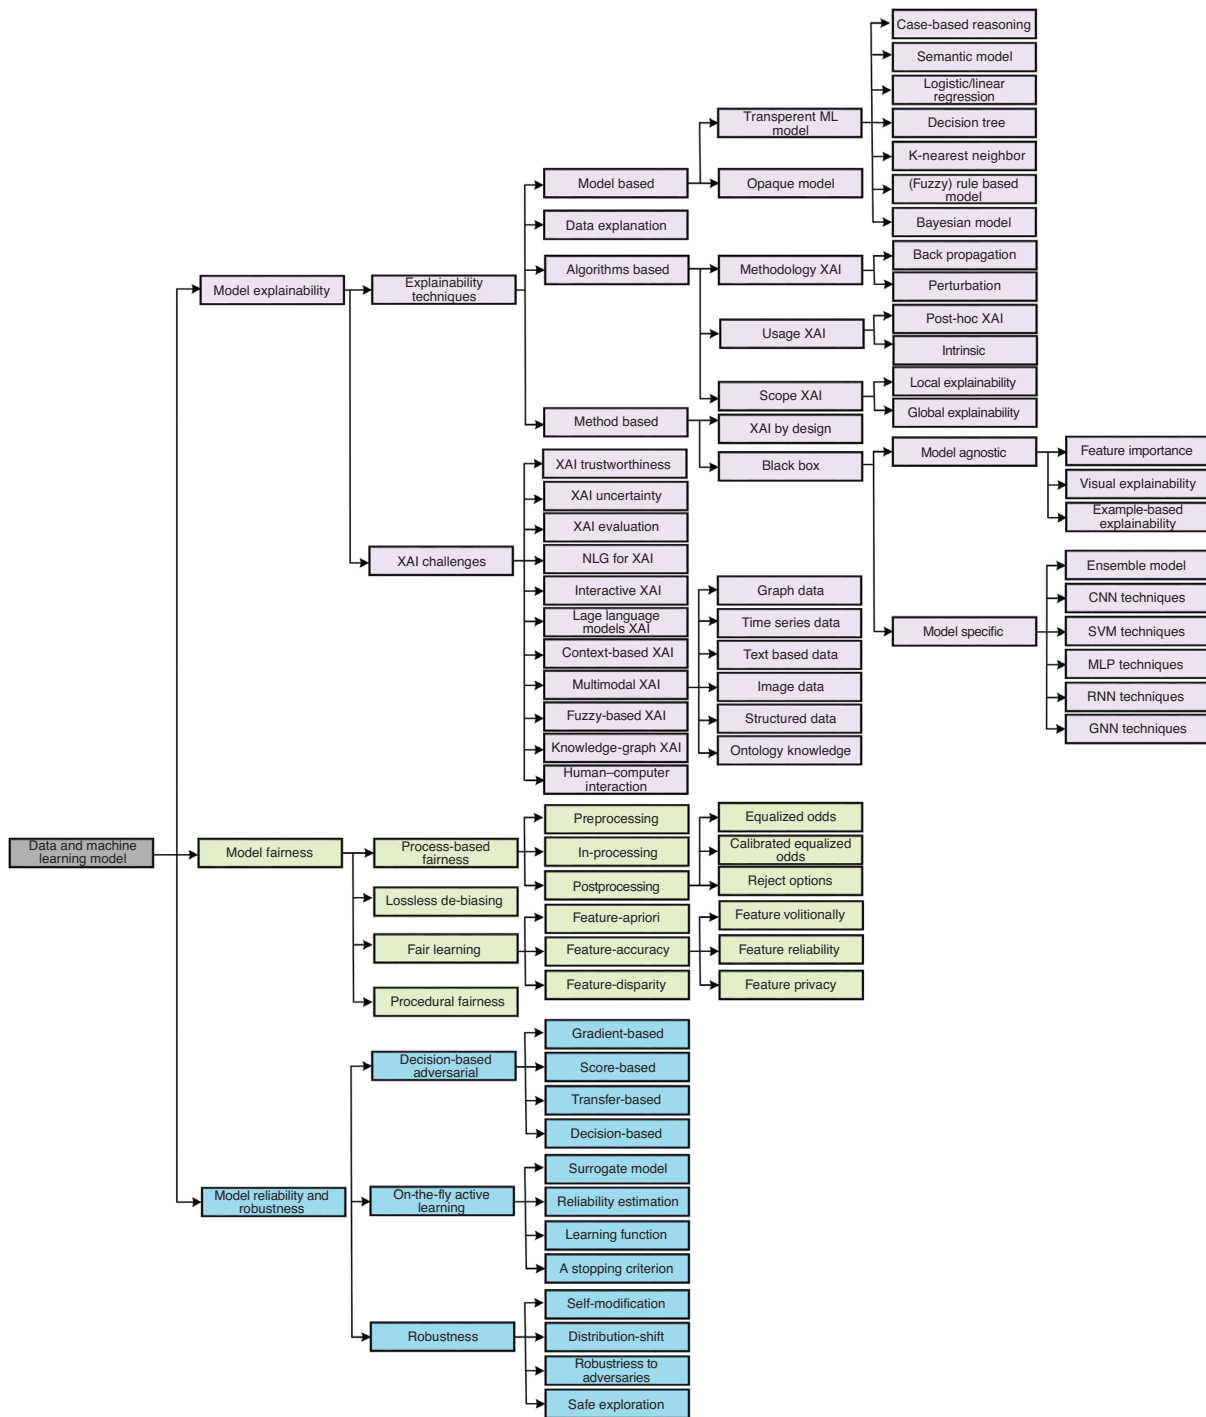 Case-based reasoning
Semantic model
Logistic/linear
regression
Transperent ML
model
Decision tree
K-nearest neighbor
Model based
Opaque model
(Fuzzy) rule based
model
Data explanation
Bayesian model
Algorithms based
Methodology XAI
Back propagation
Model explainability
Explainability
techniques
Perturbation
Usage XAI
Post-hoc XAI
Intrinsic
Scope XAI
Local explainability
Global explainability
Method based
XAI by design
Black box
Model agnostic
Feature importance
Visual explainability
Example-based
explainability
XAI trustworthiness
XAI uncertainty
XAI evaluation
XAI challenges
NLG for XAI
Interactive XAI
Lage language
models XAI
Context-based XAI
Multimodal XAI
Fuzzy-based XAI
Knowledge-graph XAI
Human–computer
interaction
Graph data
Time series data
Text based data
Image data
Structured data
Ontology knowledge
Model specific
Ensemble model
CNN techniques
SVM techniques
MLP techniques
RNN techniques
GNN techniques
Data and machine
learning model
Model fairness
Process-based
fairness
Preprocessing
In-processing
Postprocessing
Equalized odds
Calibrated equalized
odds
Reject options
Lossless de-biasing
Fair learning
Feature-apriori
Feature-accuracy
Feature-disparity
Feature volitionally
Feature reliability
Feature privacy
Procedural fairness
Model reliability and
robustness
Decision-based
adversarial
Gradient-based
Score-based
Transfer-based
Decision-based
On-the-fly active
learning
Surrogate model
Reliability estimation
Learning function
A stopping criterion
Robustness
Self-modification
Distribution-shift
Robustriess to
adversaries
Safe exploration